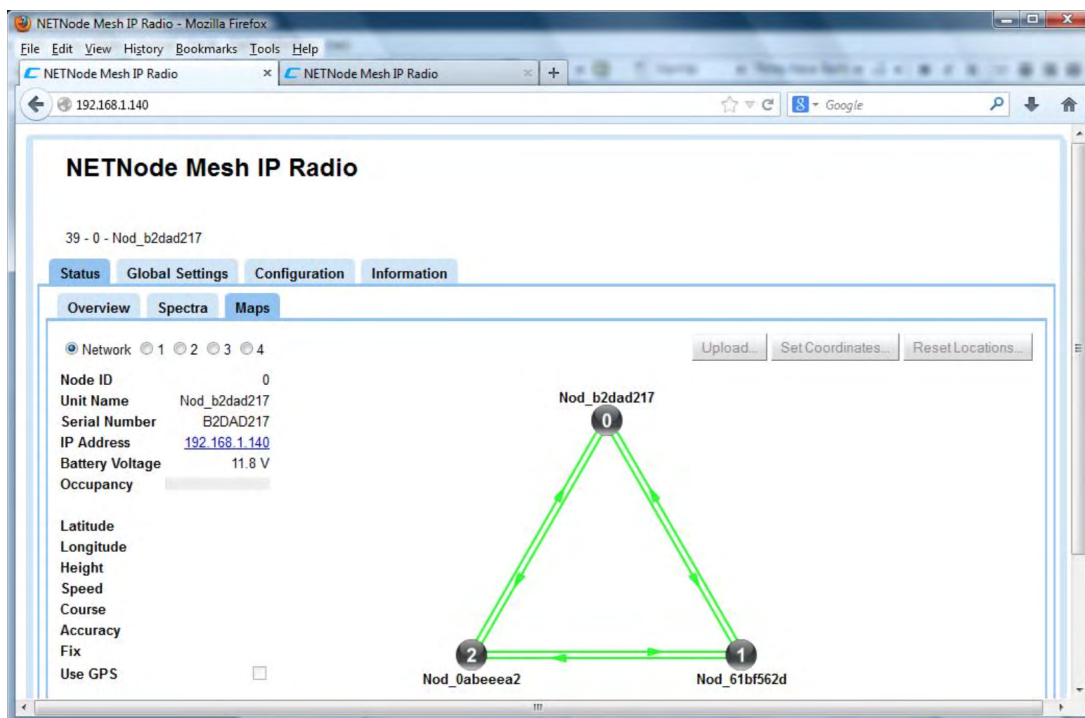 NETNode Mesh IP Radio - Mozilla Firefox
File Edit View History Bookmarks Tools Help
NETNode Mesh IP Radio × NETNode Mesh IP Radio × +
192.168.1.140 Google
NETNode Mesh IP Radio
39 - 0 - Nod_b2dad217
Status Global Settings Configuration Information
Overview Spectra Maps
Network 1 2 3 4 Upload... Set Coordinates... Reset Locations...
Node ID 0
Unit Name Nod_b2dad217
Serial Number B2DAD217
IP Address 192.168.1.140
Battery Voltage 11.8 V
Occupancy
Latitude
Longitude
Height
Speed
Course
Accuracy
Fix
Use GPS
Nod_b2dad217
0
2
1
Nod_0abeeea2
Nod_61bf562d